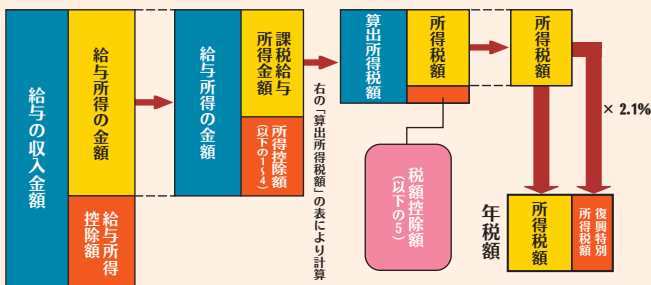 給与の収入金額
給与所得の金額
給与所得
控除額
給与所得の金額
課税給与
所得金額
所得控除額
（以下の1〜4）
右の「算出所得税額」の表により計算
算出所得税額
所得税額
税額控除額
（以下の5）
所得税額
× 2.1%
年税額
所得税額
復興特別
所得税額